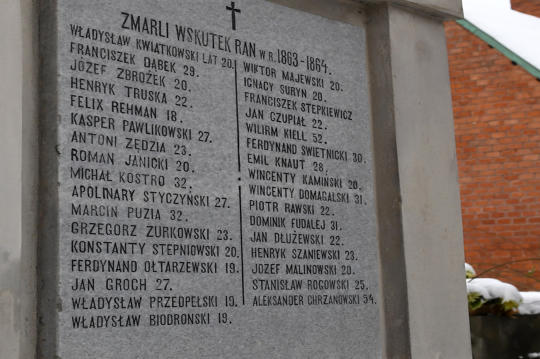 ZMARLI WSKUTEK RAN W R. 1863-1864.
WŁADYSŁAW KWIATKOWSKI LAT 20.
FRANCISZEK DĄBEK 29.
JÓZEF ZBROŻEK 20.
HENRYK TRUSKA 22.
FELIX REHMAN 18.
KASPER PAWLIKOWSKI 27.
ANTONI ZĘDZIA 23.
ROMAN JANICKI 20.
MICHAŁ KOSTRO 32.
APOLINARY STYCZYŃSKI 27.
MARCIN PUZIA 32.
GRZEGORZ ŻURKOWSKI 23.
KONSTANTY STEPNIOWSKI 20.
FERDYNAND OŁTARZEWSKI 19.
JAN GROCH 27.
WŁADYSŁAW PRZEOPĘLSKI 19.
WŁADYSŁAW BIODROŃSKI 19.
WIKTOR MAJEWSKI 20.
IGNACY SURYN 20.
FRANCISZEK STĘPKIEWICZ
JAN CZUPIAŁ 22.
WILIRM KIELL 52.
FERDYNAND ŚWIETNICKI 30.
EMIL KNAUT 28.
WINCENTY KAMIŃSKI 20.
WINCENTY DOMAGALSKI 31.
PIOTR RAWSKI 22.
DOMINIK FUDALEJ 31.
JAN DŁUŻEWSKI 22.
HENRYK SZANIEWSKI 23.
JÓZEF MALINOWSKI 20.
STANISŁAW ROGOWSKI 25.
ALEKSANDER CHRZANOWSKI 54.